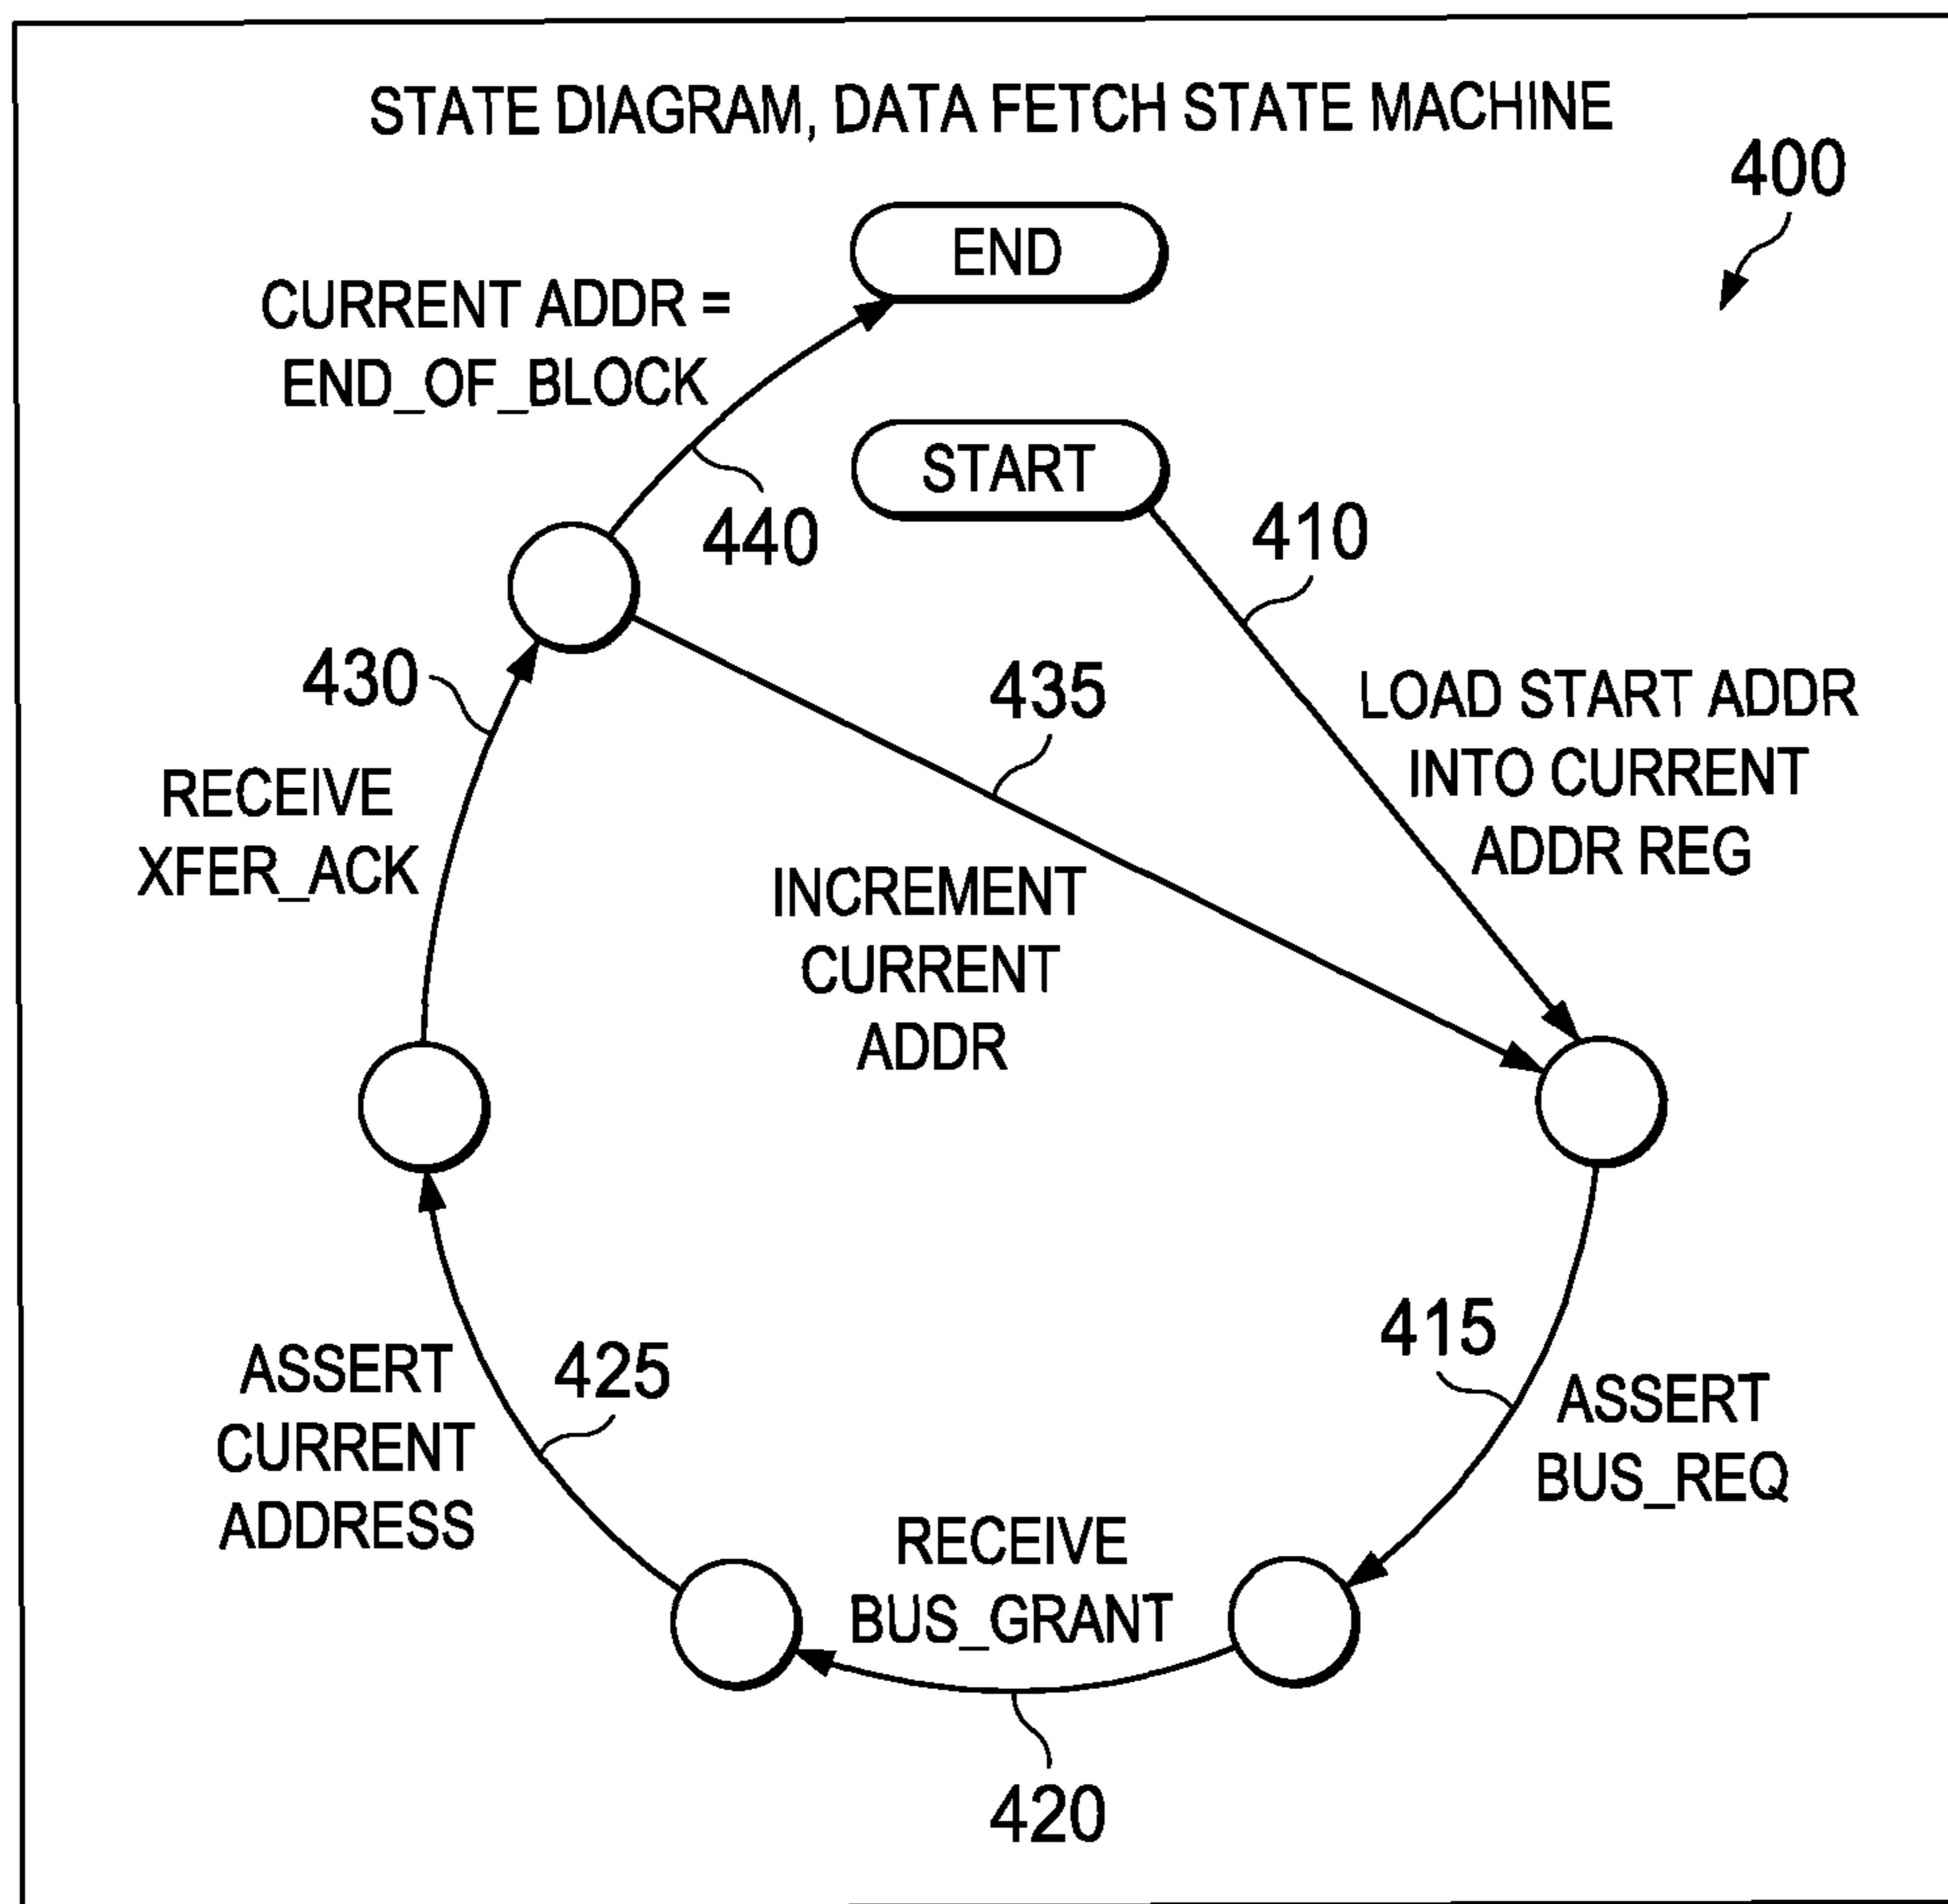 STATE DIAGRAM, DATA FETCH STATE MACHINE
400
END
CURRENT ADDR =
END_OF_BLOCK
START
440
410
430
435
LOAD START ADDR
INTO CURRENT
ADDR REG
RECEIVE
XFER_ACK
INCREMENT
CURRENT
ADDR
415
ASSERT
BUS_REQ
425
ASSERT
CURRENT
ADDRESS
RECEIVE
BUS_GRANT
420